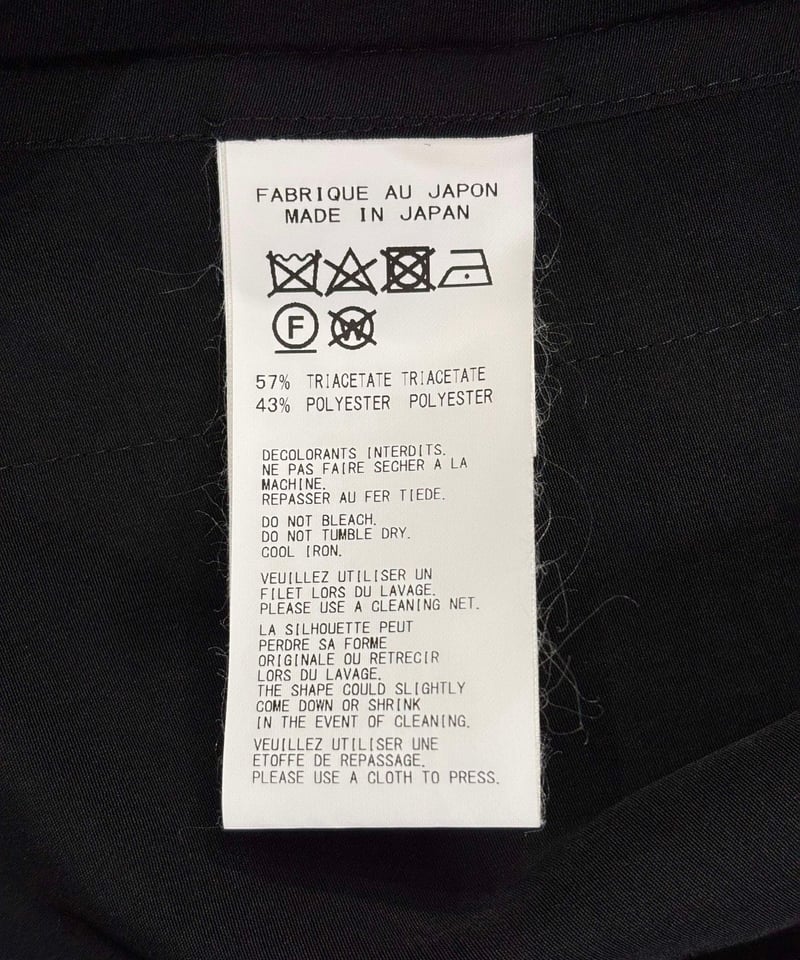 FABRIQUE AU JAPON
MADE IN JAPAN
F
W
57% TRIACETATE TRIACETATE
43% POLYESTER POLYESTER
DECOLORANTS INTERDITS.
NE PAS FAIRE SECHER A LA
MACHINE.
REPASSER AU FER TIEDE.
DO NOT BLEACH.
DO NOT TUMBLE DRY.
COOL IRON.
VEUILLEZ UTILISER UN
FILET LORS DU LAVAGE.
PLEASE USE A CLEANING NET.
LA SILHOUETTE PEUT
PERDRE SA FORME
ORIGINALE OU RETRECIR
LORS DU LAVAGE.
THE SHAPE COULD SLIGHTLY
COME DOWN OR SHRINK
IN THE EVENT OF CLEANING.
VEUILLEZ UTILISER UNE
ETOFFE DE REPASSAGE.
PLEASE USE A CLOTH TO PRESS.